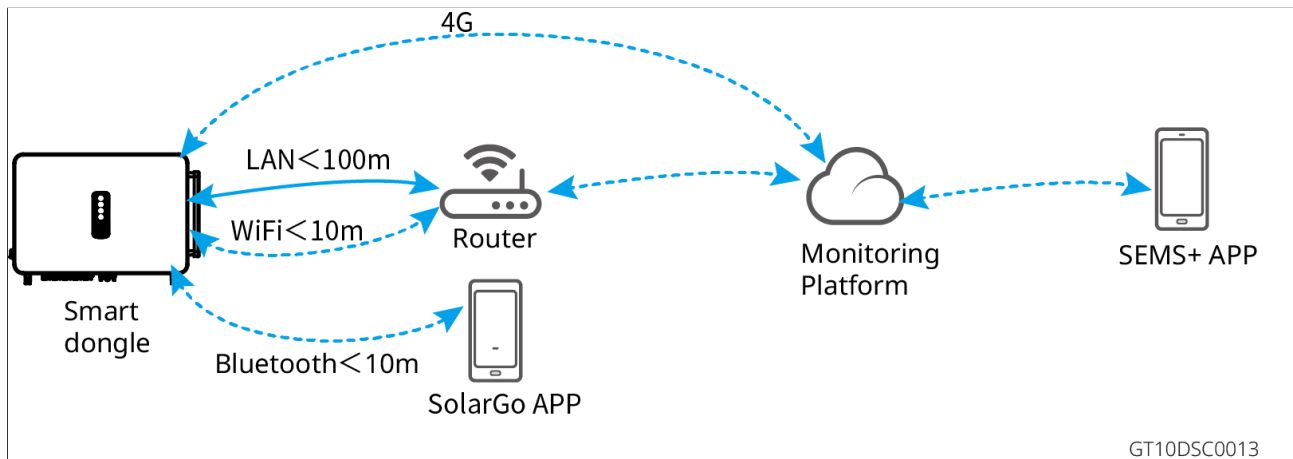 4G
LAN＜100m
WiFi＜10m
Router
Smart
dongle
Bluetooth＜10m
SolarGo APP
Monitoring
Platform
SEMS+ APP
GT10DSC0013